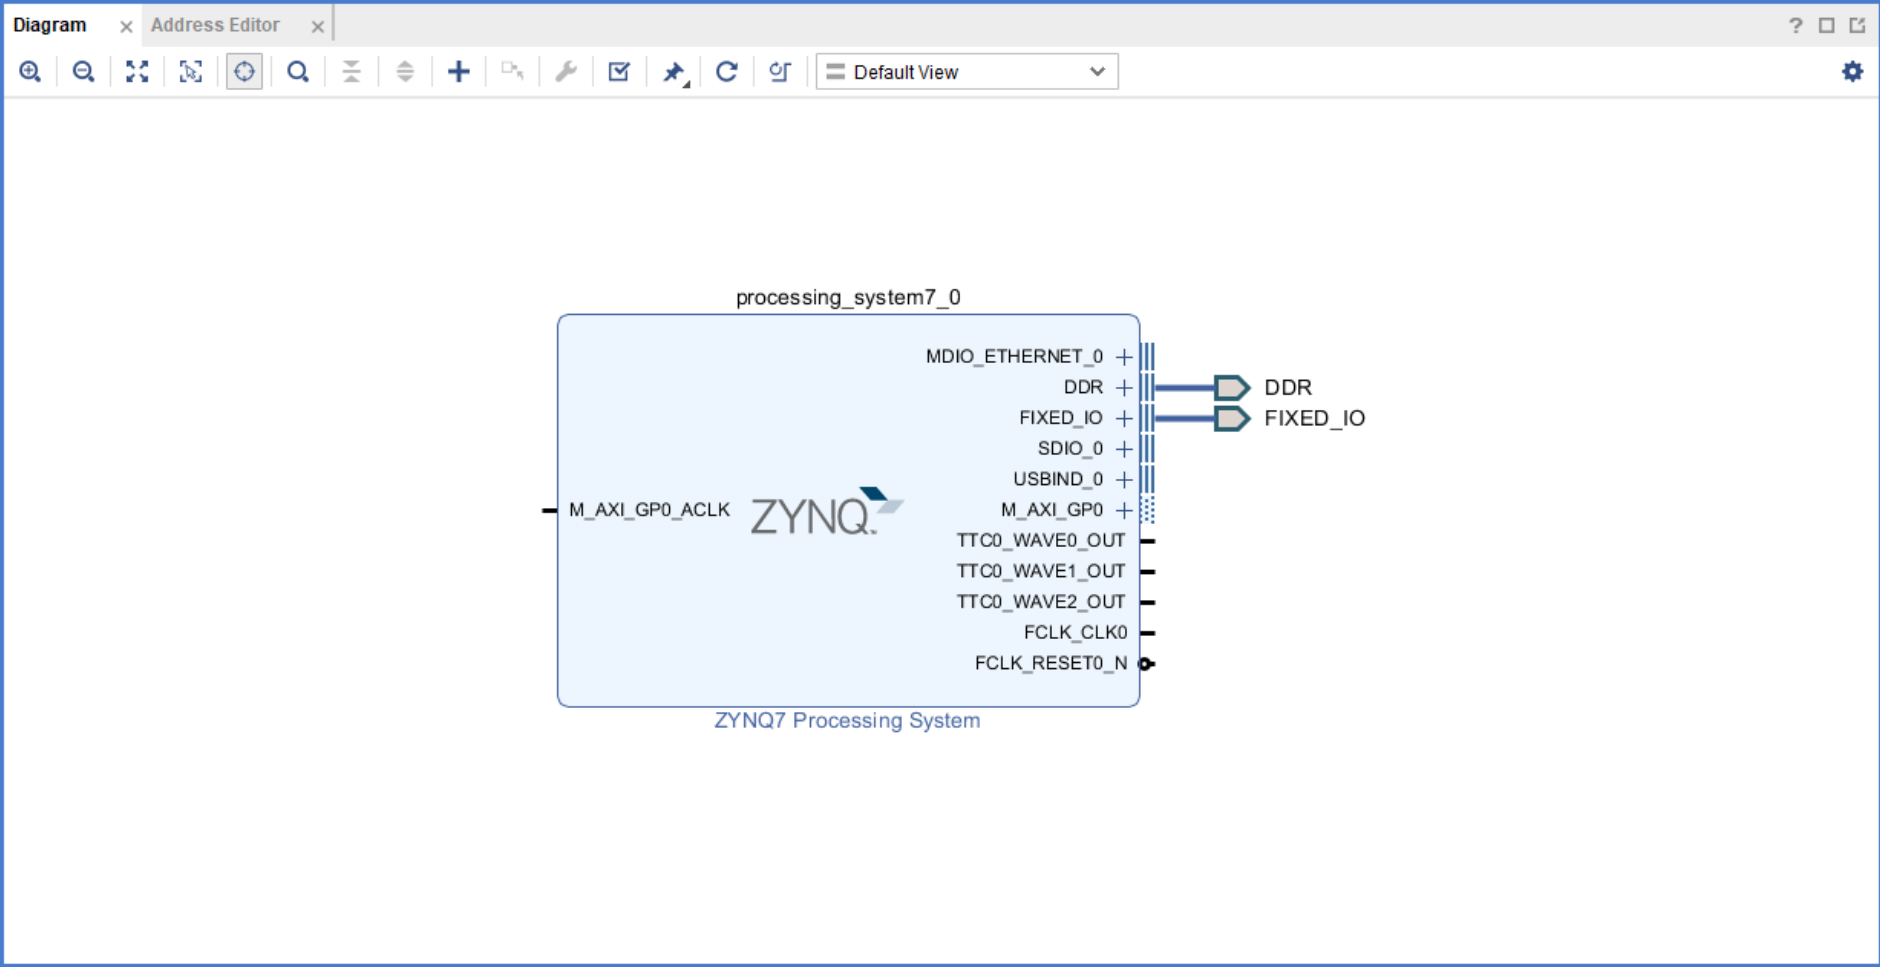 Diagram
Address Editor
Default View
processing_system7_0
MDIO_ETHERNET_0
DDR
DDR
FIXED_IO
FIXED_IO
SDIO_0
USBIND_0
M_AXI_GP0_ACLK
ZYNQ
M_AXI_GP0
TTC0_WAVE0_OUT
TTC0_WAVE1_OUT
TTC0_WAVE2_OUT
FCLK_CLK0
FCLK_RESET0_N
ZYNQ7 Processing System